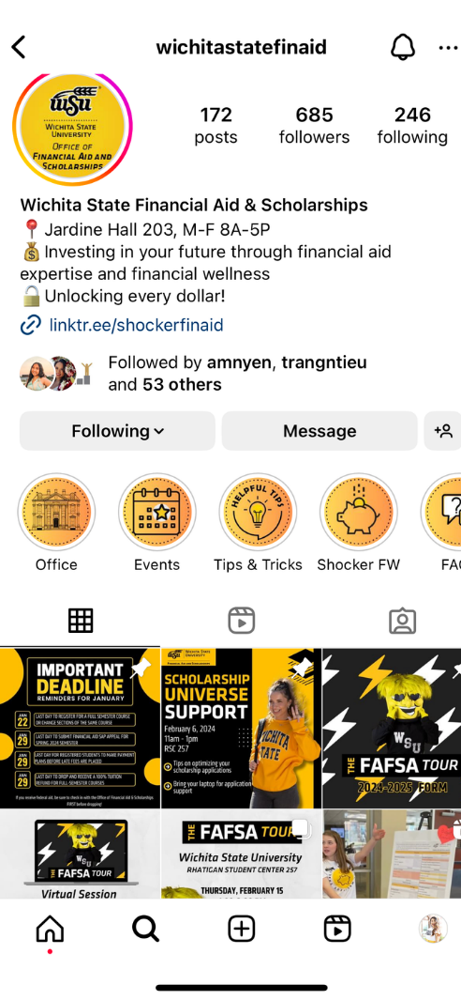 wichitastatefinaid
wsu
WICHITA STATE
UNIVERSITY
OFFICE OF
FINANCIAL AID AND
SCHOLARSHIPS
172
posts
685
followers
246
following
Wichita State Financial Aid & Scholarships
📍 Jardine Hall 203, M-F 8A-5P
💰Investing in your future through financial aid
expertise and financial wellness
🔓Unlocking every dollar!
linktr.ee/shockerfinaid
Followed by amnyen, trangntieu
and 53 others
Following
Message
HELPFUL TIPS
Office
Events
Tips & Tricks
Shocker FW
FAQ
IMPORTANT
DEADLINE
REMINDERS FOR JANUARY
JAN
22
LAST DAY TO REGISTER FOR A FULL SEMESTER COURSE
OR CHANGE SECTIONS OF THE SAME COURSE
JAN
29
LAST DAY TO SUBMIT FINANCIAL AID SAP APPEAL FOR
SPRING 2024 SEMESTER
JAN
29
LAST DAY FOR REGISTERED STUDENTS TO MAKE PAYMENT
PLANS BEFORE LATE FEES ARE PLACED
JAN
29
LAST DAY TO DROP AND RECEIVE A 100% TUITION
REFUND FOR FULL-SEMESTER COURSES
If you receive federal aid, be sure to check in with the Office of Financial Aid & Scholarships
FIRST before dropping!
wsu
WICHITA STATE
UNIVERSITY
SCHOLARSHIP
UNIVERSE
SUPPORT
February 6, 2024
11am - 1pm
RSC 257
Tips on optimizing your
scholarship applications
Bring your laptop for application
support
WICHITA
STATE
WSU
THE FAFSA TOUR
2024-2025 FORM
WSU
THE FAFSA TOUR
Virtual Session
THE FAFSA TOUR
Wichita State University
RHATIGAN STUDENT CENTER 257
THURSDAY, FEBRUARY 15